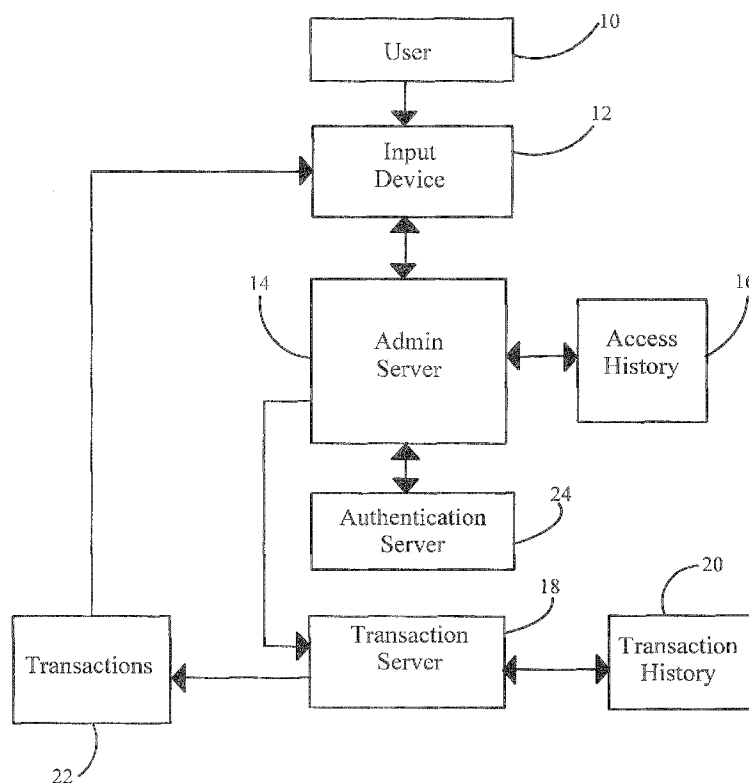 User
10
Input
Device
12
14
Admin
Server
Access
History
16
Authentication
Server
24
Transactions
22
Transaction
Server
18
Transaction
History
20